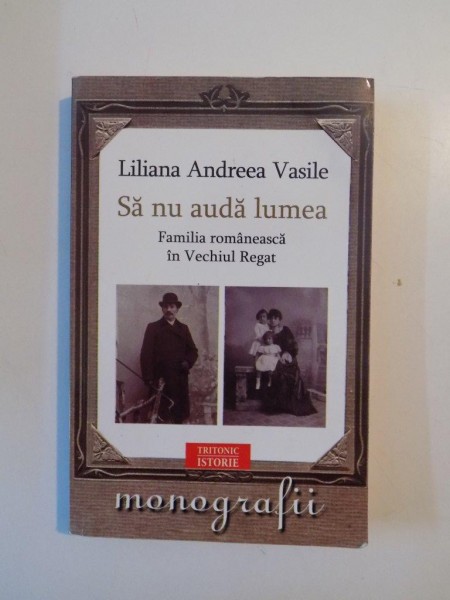 Liliana Andreea Vasile
Să nu audă lumea
Familia românească
în Vechiul Regat
TRITONIC
ISTORIE
monografii